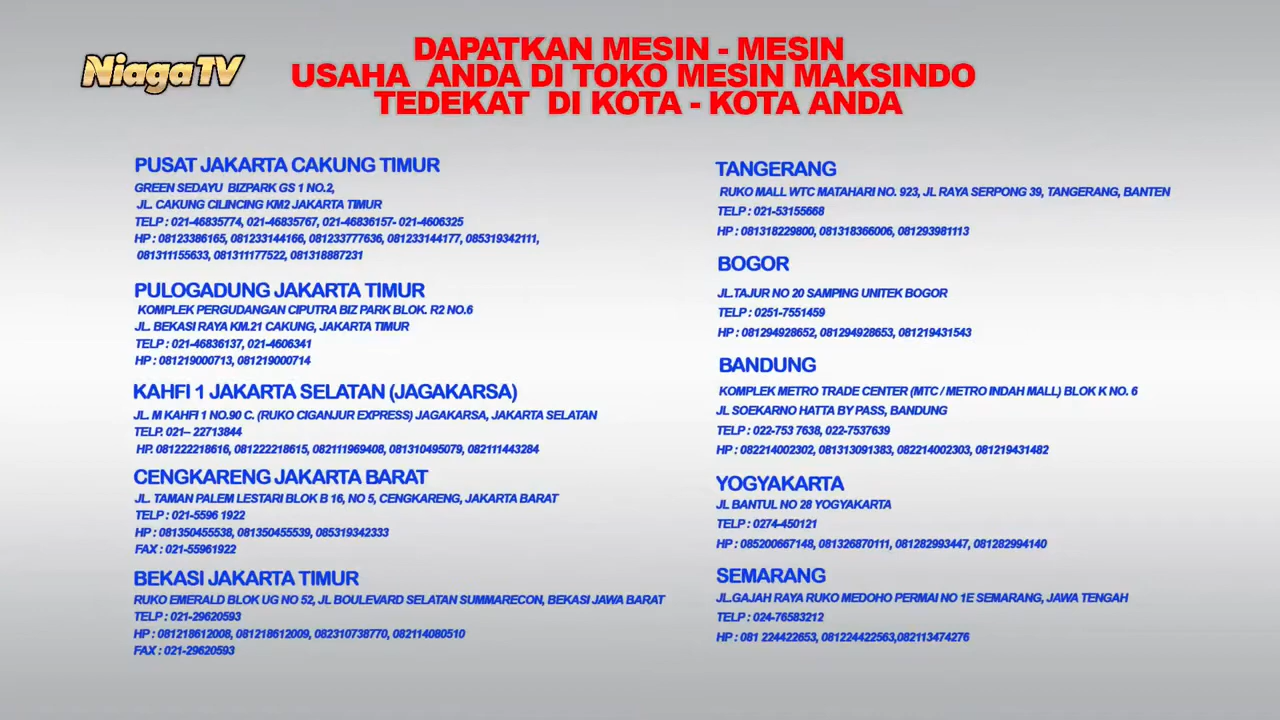 NiagaTV
DAPATKAN MESIN - MESIN
USAHA ANDA DI TOKO MESIN MAKSINDO
TEDEKAT DI KOTA - KOTA ANDA
PUSAT JAKARTA CAKUNG TIMUR
GREEN SEDAYU BIZPARK GS 1 NO.2,
JL. CAKUNG CILINCING KM2 JAKARTA TIMUR
TELP : 021-46835774, 021-46835767, 021-46836157- 021-4606325
HP : 08123386165, 081233144166, 081233777636, 081233144177, 085319342111,
081311155633, 081311177522, 081318887231
PULOGADUNG JAKARTA TIMUR
KOMPLEK PERGUDANGAN CIPUTRA BIZ PARK BLOK. R2 NO.6
JL. BEKASI RAYA KM.21 CAKUNG, JAKARTA TIMUR
TELP : 021-46836137, 021-4606341
HP : 081219000713, 081219000714
KAHFI 1 JAKARTA SELATAN (JAGAKARSA)
JL. M KAHFI 1 NO.90 C. (RUKO CIGANJUR EXPRESS) JAGAKARSA, JAKARTA SELATAN
TELP. 021– 22713844
HP. 081222218616, 081222218615, 082111969408, 081310495079, 082111443284
CENGKARENG JAKARTA BARAT
JL. TAMAN PALEM LESTARI BLOK B 16, NO 5, CENGKARENG, JAKARTA BARAT
TELP : 021-5596 1922
HP : 081350455538, 081350455539, 085319342333
FAX : 021-55961922
BEKASI JAKARTA TIMUR
RUKO EMERALD BLOK UG NO 52, JL BOULEVARD SELATAN SUMMARECON, BEKASI JAWA BARAT
TELP : 021-29620593
HP : 081218612008, 081218612009, 082310738770, 082114080510
FAX : 021-29620593
TANGERANG
RUKO MALL WTC MATAHARI NO. 923, JL RAYA SERPONG 39, TANGERANG, BANTEN
TELP : 021-53155668
HP : 081318229800, 081318366006, 081293981113
BOGOR
JL.TAJUR NO 20 SAMPING UNITEK BOGOR
TELP : 0251-7551459
HP : 081294928652, 081294928653, 081219431543
BANDUNG
KOMPLEK METRO TRADE CENTER (MTC / METRO INDAH MALL) BLOK K NO. 6
JL SOEKARNO HATTA BY PASS, BANDUNG
TELP : 022-753 7638, 022-7537639
HP : 082214002302, 081313091383, 082214002303, 081219431482
YOGYAKARTA
JL BANTUL NO 28 YOGYAKARTA
TELP : 0274-450121
HP : 085200667148, 081326870111, 081282993447, 081282994140
SEMARANG
JL.GAJAH RAYA RUKO MEDOHO PERMAI NO 1E SEMARANG, JAWA TENGAH
TELP : 024-76583212
HP : 081 224422653, 081224422563,082113474276